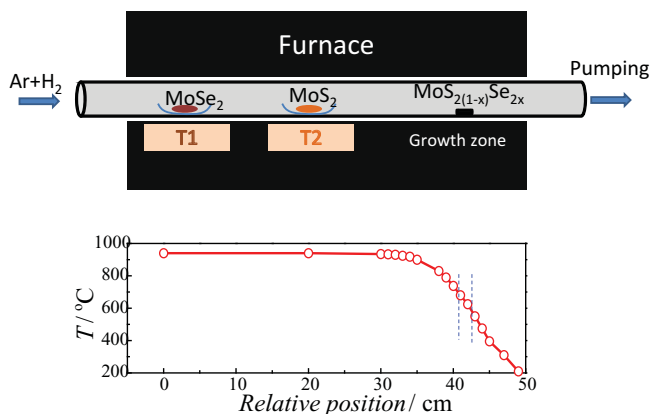 Furnace
Ar+H₂
Pumping
MoSe₂
MoS₂
MoS₂₍₁₋ₓ₎Se₂ₓ
T1
T2
Growth zone
1000
800
600
400
200
T / °C
0
10
20
30
40
50
Relative position / cm